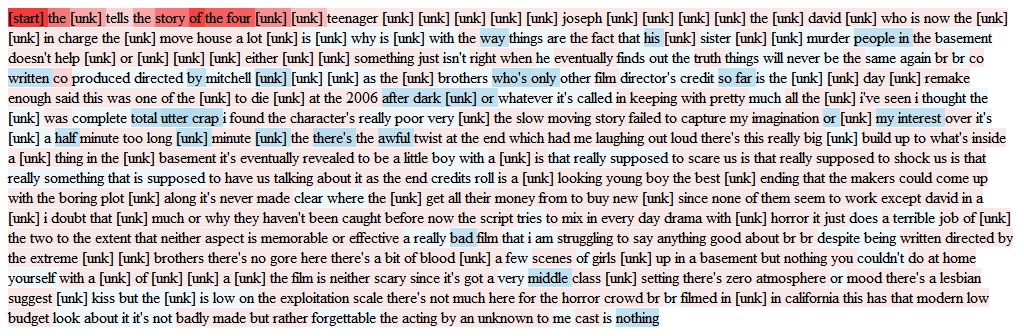 [start] the [unk] tells the story of the four [unk] [unk] teenager [unk] [unk] [unk] [unk] [unk] joseph [unk] [unk] [unk] [unk] the [unk] david [unk] who is now the [unk]
[unk] in charge the [unk] move house a lot [unk] is [unk] why is [unk] with the way things are the fact that his [unk] sister [unk] [unk] murder people in the basement
doesn't help [unk] or [unk] [unk] [unk] either [unk] [unk] something just isn't right when he eventually finds out the truth things will never be the same again br br co
written co produced directed by mitchell [unk] [unk] [unk] as the [unk] brothers who's only other film director's credit so far is the [unk] [unk] day [unk] remake
enough said this was one of the [unk] to die [unk] at the 2006 after dark [unk] or whatever it's called in keeping with pretty much all the [unk] i've seen i thought the
[unk] was complete total utter crap i found the character's really poor very [unk] the slow moving story failed to capture my imagination or [unk] my interest over it's
[unk] a half minute too long [unk] minute [unk] the there's the awful twist at the end which had me laughing out loud there's this really big [unk] build up to what's inside
a [unk] thing in the [unk] basement it's eventually revealed to be a little boy with a [unk] is that really supposed to scare us is that really supposed to shock us is that
really something that is supposed to have us talking about it as the end credits roll is a [unk] looking young boy the best [unk] ending that the makers could come up
with the boring plot [unk] along it's never made clear where the [unk] get all their money from to buy new [unk] since none of them seem to work except david in a
[unk] i doubt that [unk] much or why they haven't been caught before now the script tries to mix in every day drama with [unk] horror it just does a terrible job of [unk]
the two to the extent that neither aspect is memorable or effective a really bad film that i am struggling to say anything good about br br despite being written directed by
the extreme [unk] brothers there's no gore here there's a bit of blood [unk] a few scenes of girls [unk] up in a basement but nothing you couldn't do at home
yourself with a [unk] of [unk] [unk] a [unk] the film is neither scary since it's got a very middle class [unk] setting there's zero atmosphere or mood there's a lesbian
suggest [unk] kiss but the [unk] is low on the exploitation scale there's not much here for the horror crowd br br filmed in [unk] in california this has that modern low
budget look about it it's not badly made but rather forgettable the acting by an unknown to me cast is nothing